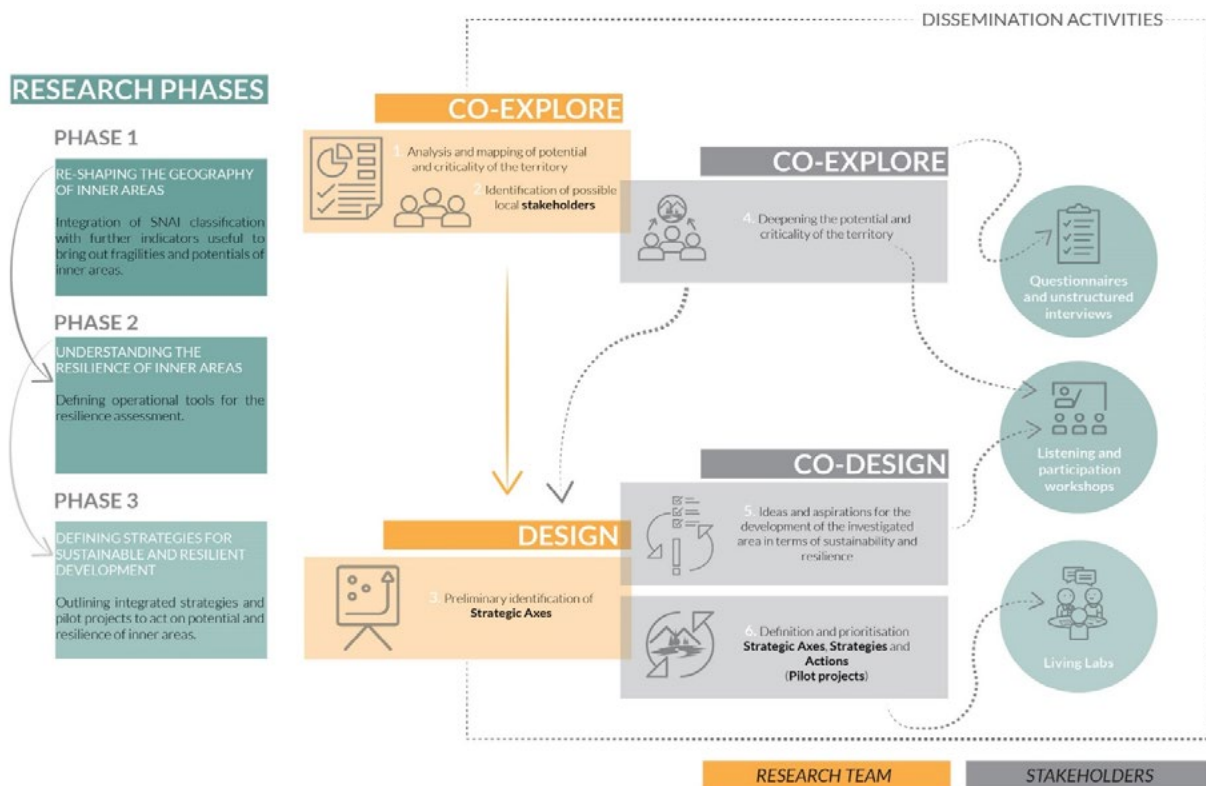 DISSEMINATION ACTIVITIES
RESEARCH PHASES
PHASE 1
RE-SHAPING THE GEOGRAPHY
OF INNER AREAS
Integration of SNAI classification
with further indicators useful to
bring out fragilities and potentials of
inner areas.
PHASE 2
UNDERSTANDING THE
RESILIENCE OF INNER AREAS
Defining operational tools for the
resilience assessment.
PHASE 3
DEFINING STRATEGIES FOR
SUSTAINABLE AND RESILIENT
DEVELOPMENT
Outlining integrated strategies and
pilot projects to act on potential and
resilience of inner areas.
CO-EXPLORE
1. Analysis and mapping of potential
and criticality of the territory
2. Identification of possible
local stakeholders
CO-EXPLORE
4. Deepening the potential and
criticality of the territory
DESIGN
3. Preliminary identification of
Strategic Axes
CO-DESIGN
5. Ideas and aspirations for the
development of the investigated
area in terms of sustainability and
resilience
6. Definition and prioritisation
Strategic Axes, Strategies and
Actions
(Pilot projects)
Questionnaires
and unstructured
interviews
Listening and
participation
workshops
Living Labs
RESEARCH TEAM
STAKEHOLDERS